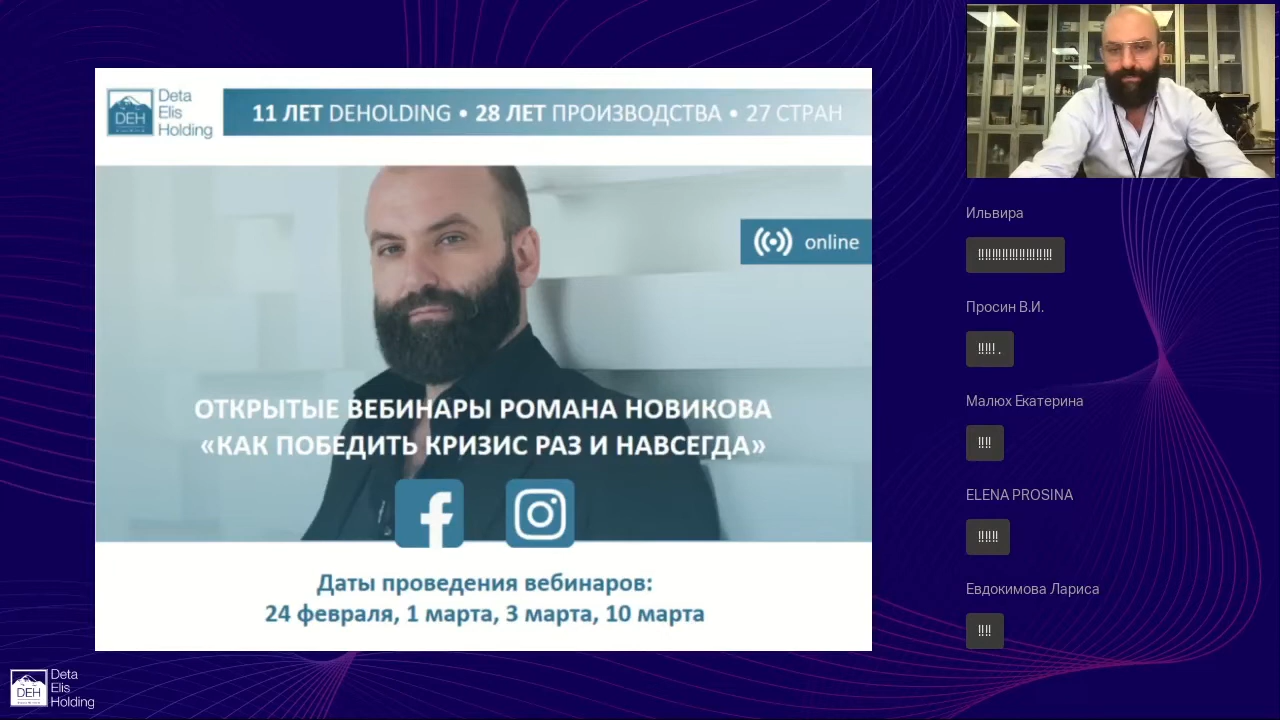 Deta
Elis
Holding
DEH
11 ЛЕТ DEHOLDING • 28 ЛЕТ ПРОИЗВОДСТВА • 27 СТРАН
online
ОТКРЫТЫЕ ВЕБИНАРЫ РОМАНА НОВИКОВА
«КАК ПОБЕДИТЬ КРИЗИС РАЗ И НАВСЕГДА»
Даты проведения вебинаров:
24 февраля, 1 марта, 3 марта, 10 марта
Ильвира
!!!!!!!!!!!!!!!!!!!!!!
Просин В.И.
!!!!! .
Малюх Екатерина
!!!!
ELENA PROSINA
!!!!!!
Евдокимова Лариса
!!!!
Deta
Elis
Holding
DEH